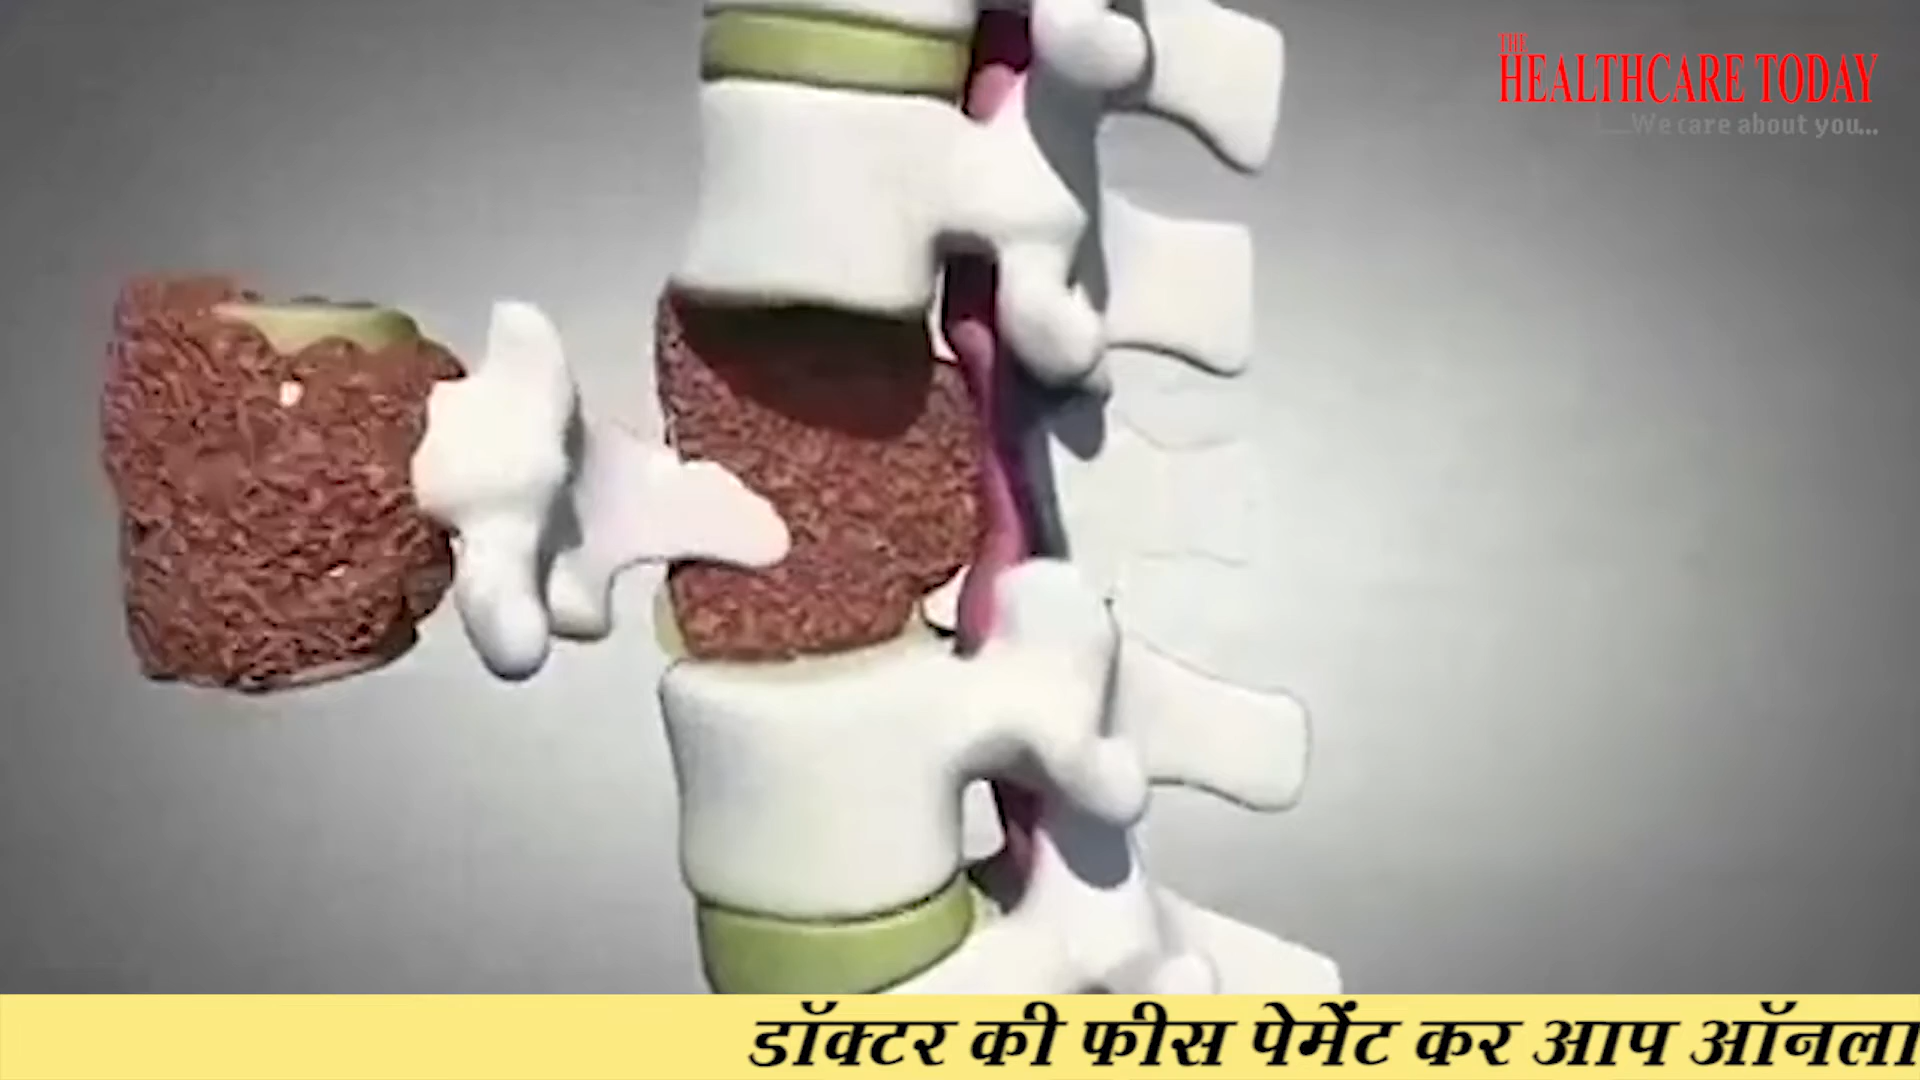 THE
HEALTHCARE TODAY
.....We care about you...
डॉक्टर की फीस पेमेंट कर आप ऑनला